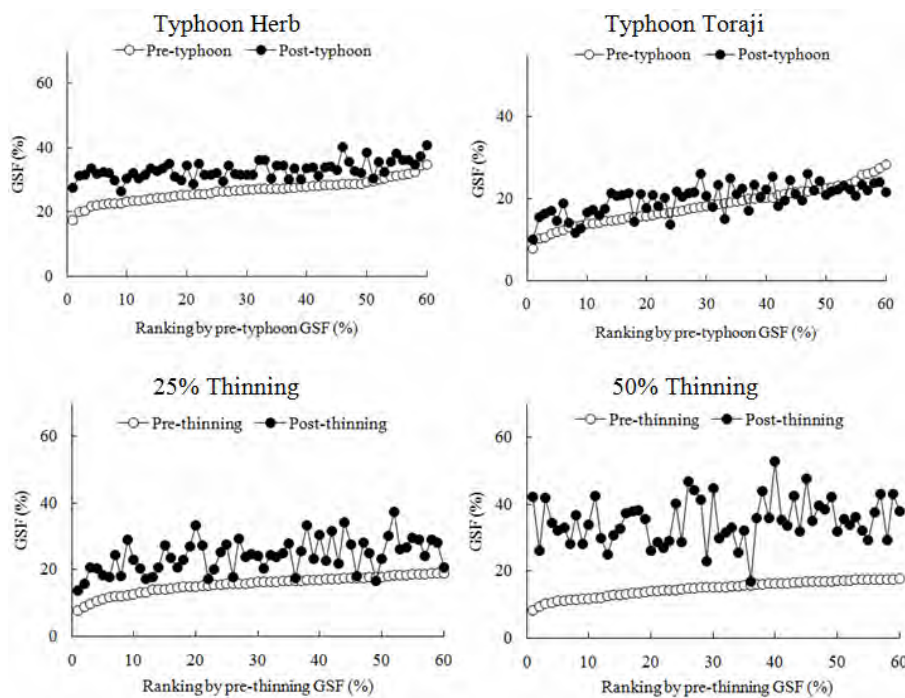 Typhoon Herb
Pre-typhoon Post-typhoon
60
40
20
0
GSF (%)
0 10 20 30 40 50 60
Ranking by pre-typhoon GSF (%)
Typhoon Toraji
Pre-typhoon Post-typhoon
40
20
0
GSF (%)
0 10 20 30 40 50 60
Ranking by pre-typhoon GSF (%)
25% Thinning
Pre-thinning Post-thinning
60
40
20
0
GSF (%)
0 10 20 30 40 50 60
Ranking by pre-thinning GSF (%)
50% Thinning
Pre-thinning Post-thinning
60
40
20
0
GSF (%)
0 10 20 30 40 50 60
Ranking by pre-thinning GSF (%)